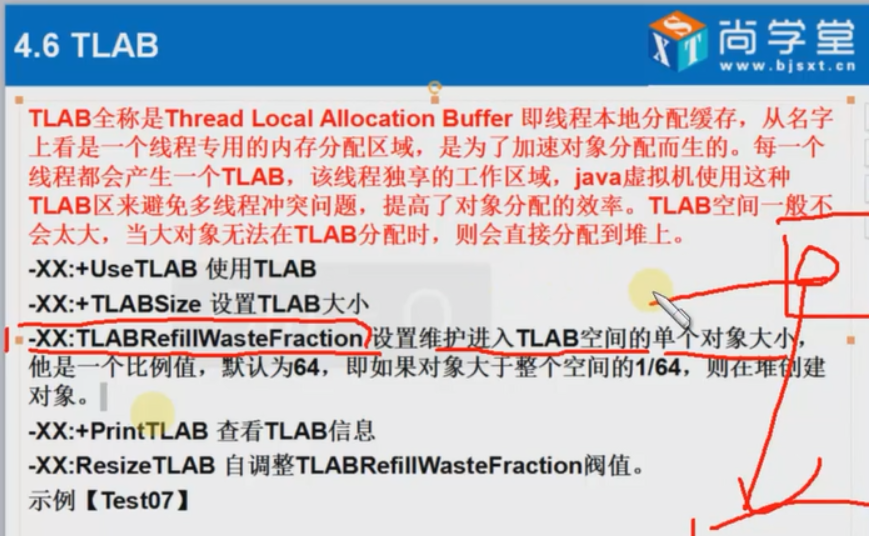 4.6 TLAB
尚学堂
www.bjsxt.cn
TLAB全称是Thread Local Allocation Buffer 即线程本地分配缓存，从名字
上看是一个线程专用的内存分配区域，是为了加速对象分配而生的。每一个
线程都会产生一个TLAB，该线程独享的工作区域，java虚拟机使用这种
TLAB区来避免多线程冲突问题，提高了对象分配的效率。TLAB空间一般不
会太大，当大对象无法在TLAB分配时，则会直接分配到堆上。
-XX:+UseTLAB 使用TLAB
-XX:+TLABSize 设置TLAB大小
-XX:TLABRefillWasteFraction 设置维护进入TLAB空间的单个对象大小，
他是一个比例值，默认为64，即如果对象大于整个空间的1/64，则在堆创建
对象。
-XX:+PrintTLAB 查看TLAB信息
-XX:ResizeTLAB 自调整TLABRefillWasteFraction阀值。
示例【Test07】